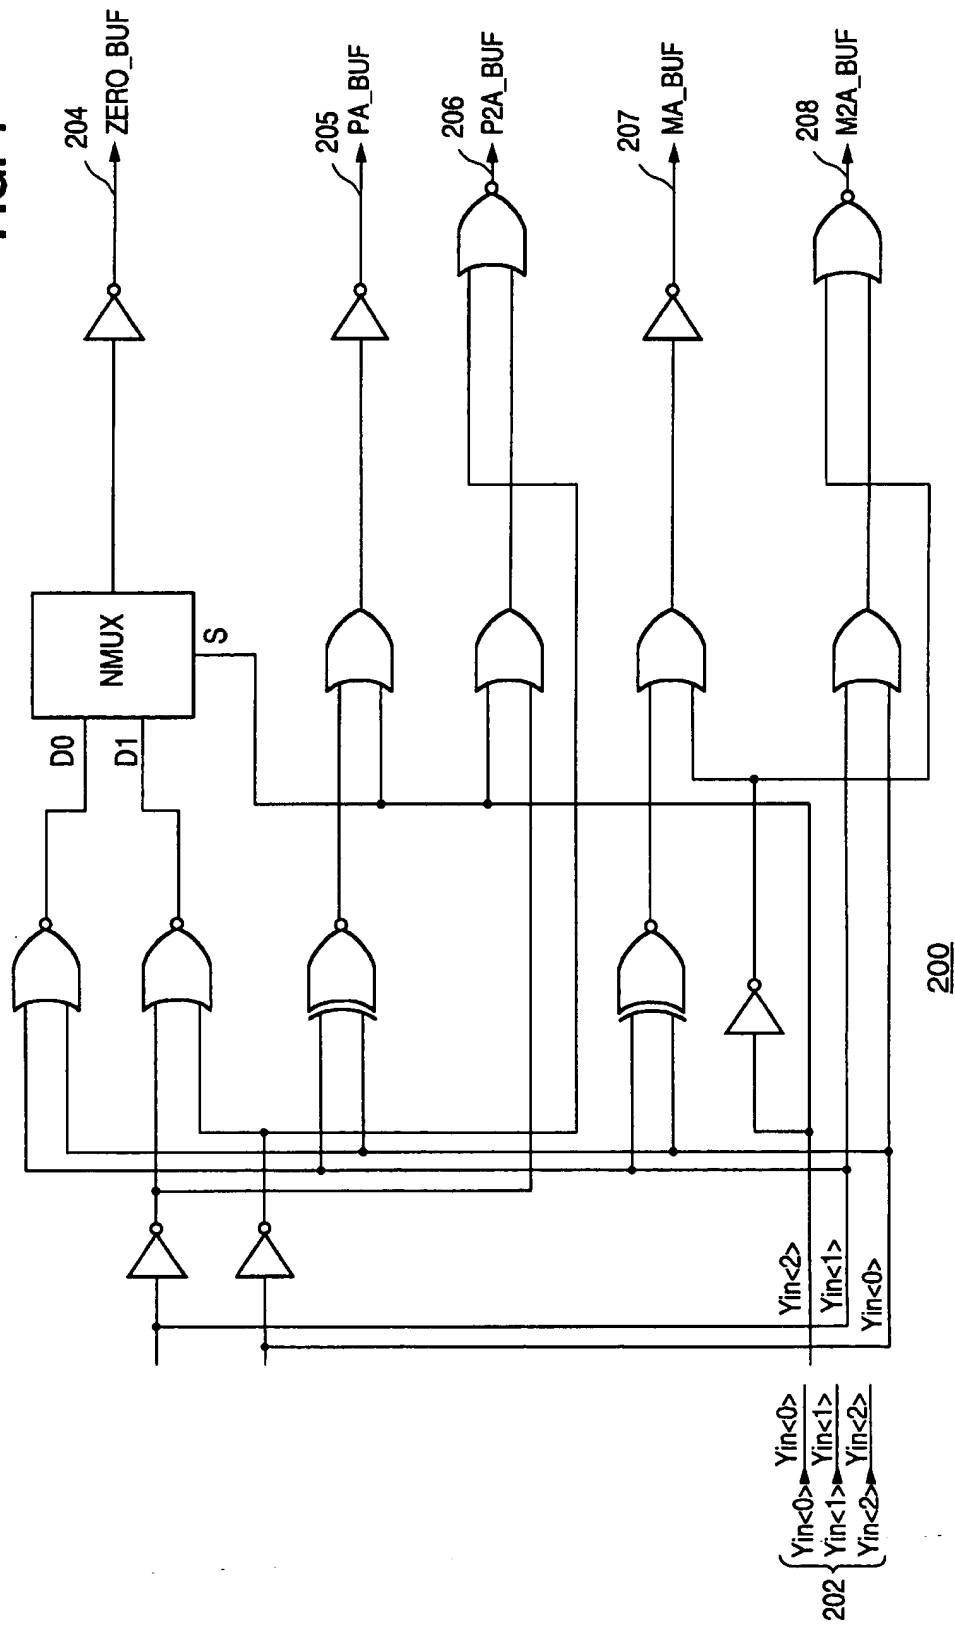 204
ZERO_BUF
205
PA_BUF
206
P2A_BUF
207
MA_BUF
208
M2A_BUF
NMUX
S
D0
D1
Yin<2>
Yin<1>
Yin<0>
Yin<0>
Yin<0>
Yin<1>
Yin<1>
Yin<2>
Yin<2>
202
200